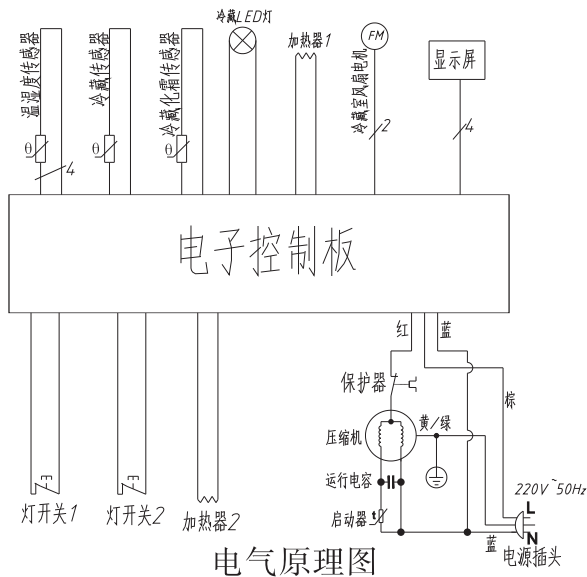 冷藏LED灯
温湿度传感器
冷藏传感器
冷藏化霜传感器
加热器1
FM
冷藏室风扇电机
显示屏
θ
θ
θ
4
2
4
电子控制板
红
蓝
保护器
棕
黄/绿
压缩机
运行电容
220V~50Hz
灯开关1
灯开关2
加热器2
启动器
t
L
N
蓝
电源插头
电气原理图